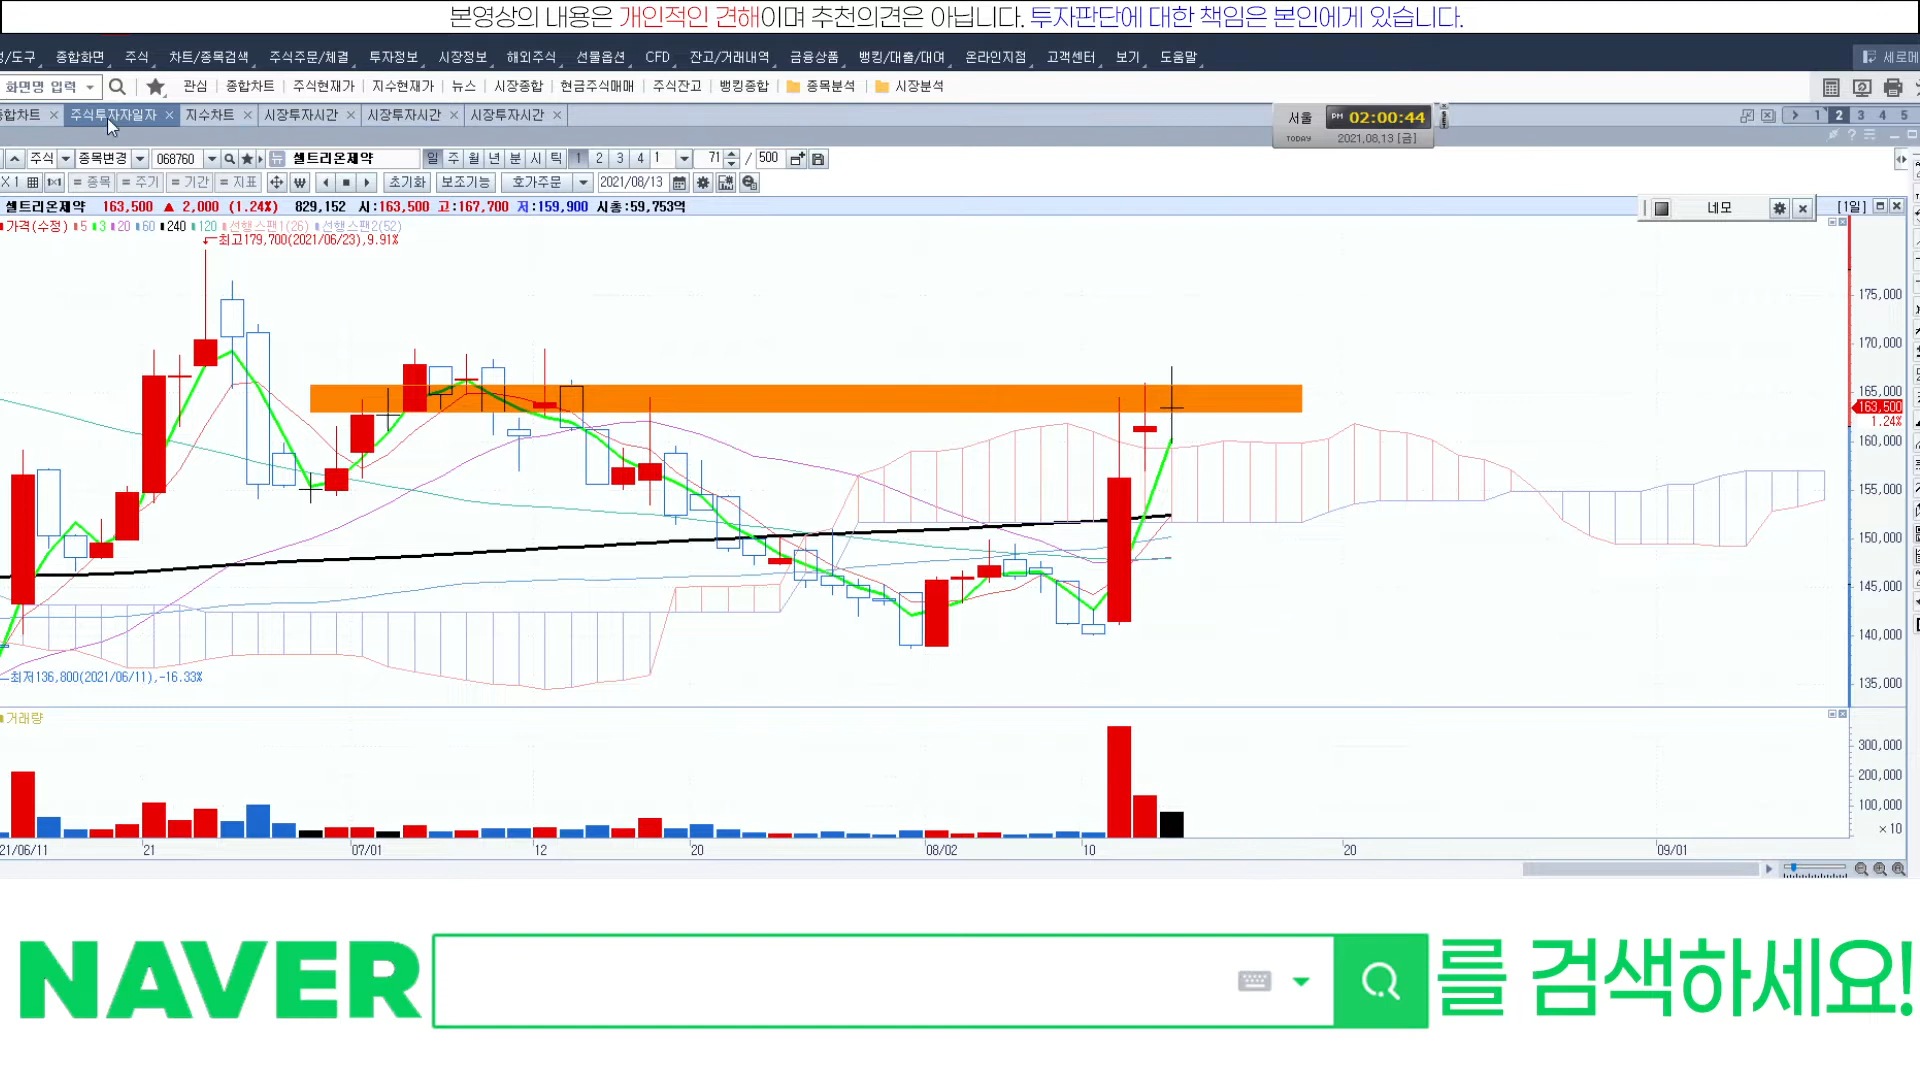 본영상의 내용은 개인적인 견해이며 추천의견은 아닙니다. 투자판단에 대한 책임은 본인에게 있습니다.
종합화면 주식 차트/종목검색 주식주문/체결 투자정보 시장정보 해외주식 선물옵션 CFD 잔고/거래내역 금융상품 뱅킹/대출/대여 온라인지점 고객센터 보기 도움말
화면명 입력 관심 종합차트 주식현재가 지수현재가 뉴스 시장종합 현금주식매매 주식잔고 뱅킹종합 종목분석 시장분석
주식투자자일자 지수차트 시장투자시간 시장투자시간 시장투자시간 1 2 3 4 5
서울 PM 02:00:44
TODAY 2021,08,13 [금]
주식 종목변경 068760 뉴 셀트리온제약 일 주 월 년 분 시 틱 1 2 3 4 1 71 / 500
X1 = 종목 = 주기 = 기간 = 지표 ₩ 초기화 보조기능 호가주문 2021/08/13
셀트리온제약 163,500 ▲ 2,000 (1.24%) 829,152 시:163,500 고:167,700 저:159,900 시총:59,753억
네모
[1일]
가격(수정) 5 3 20 60 240 120 선행스팬1(26) 선행스팬2(52)
최고179,700(2021/06/23),9.91%
175,000
170,000
165,000
163,500
1.24%
160,000
155,000
150,000
145,000
140,000
135,000
최저136,800(2021/06/11),-16.33%
거래량
300,000
200,000
100,000
×10
21/06/11 21 07/01 12 20 08/02 10 20 09/01
NAVER 를 검색하세요!